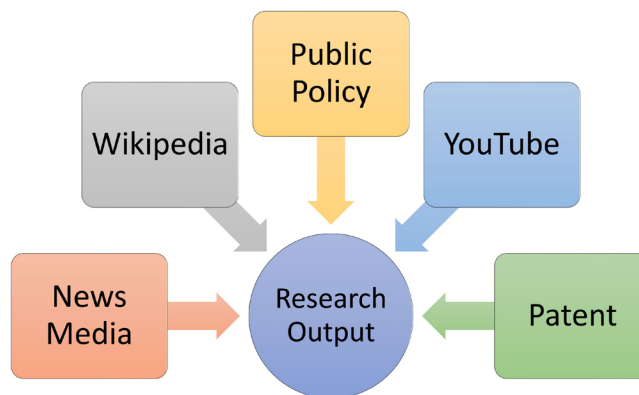 Public
Policy
Wikipedia
YouTube
News
Media
Research
Output
Patent